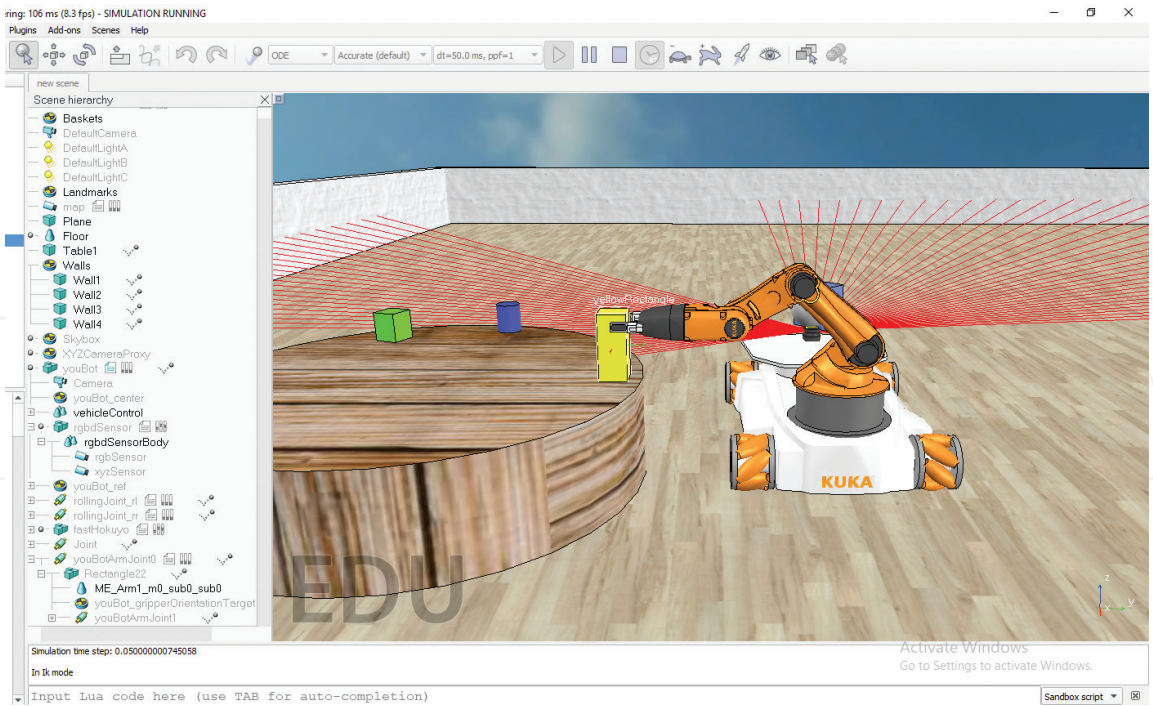 ring: 106 ms (8.3 fps) - SIMULATION RUNNING
Plugins Add-ons Scenes Help
ODE Accurate (default) dt=50.0 ms, ppf=1
new scene
Scene hierarchy
Baskets
DefaultCamera
DefaultLightA
DefaultLightB
DefaultLightC
Landmarks
map
Plane
Floor
Table1
Walls
Wall1
Wall2
Wall3
Wall4
Skybox
XYZCameraProxy
youBot
Camera
youBot_center
vehicleControl
rgbdSensor
rgbdSensorBody
rgbSensor
xyzSensor
youBot_ref
rollingJoint_rl
rollingJoint_rr
fastHokuyo
Joint
youBotArmJoint0
Rectangle22
ME_Arm1_m0_sub0_sub0
youBot_gripperOrientationTarget
youBotArmJoint1
yellowRectangle
KUKA
KUKA
EDU
z
x y
Activate Windows
Go to Settings to activate Windows.
Simulation time step: 0.050000000745058
In Ik mode
Input Lua code here (use TAB for auto-completion)
Sandbox script